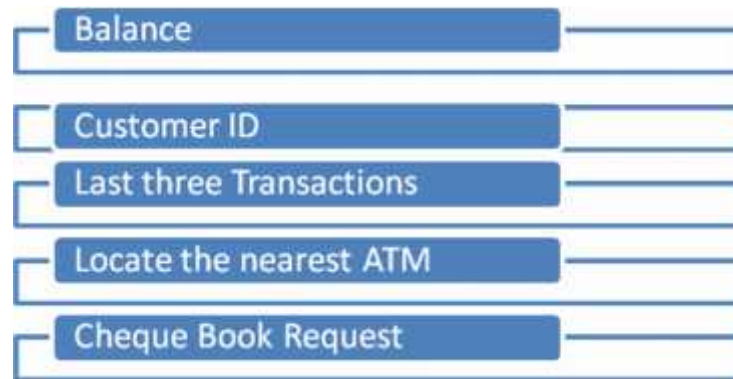 Balance
Customer ID
Last three Transactions
Locate the nearest ATM
Cheque Book Request